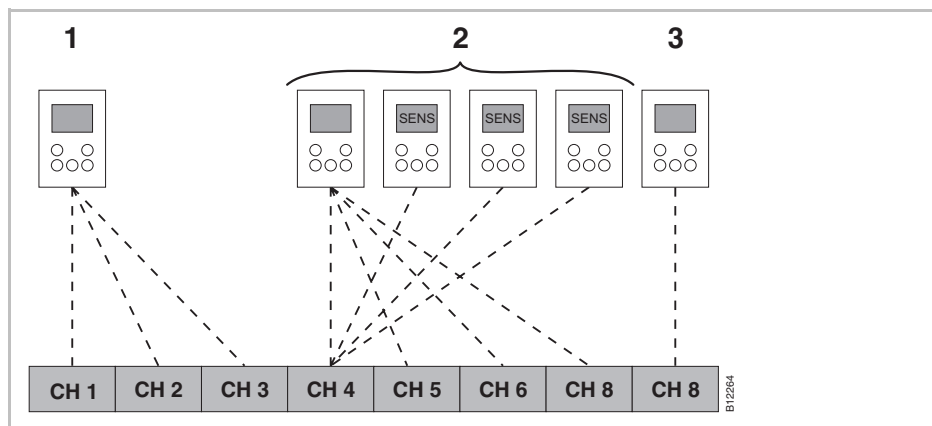 1 2 3
SENS SENS SENS
CH 1 CH 2 CH 3 CH 4 CH 5 CH 6 CH 8 CH 8
B12264